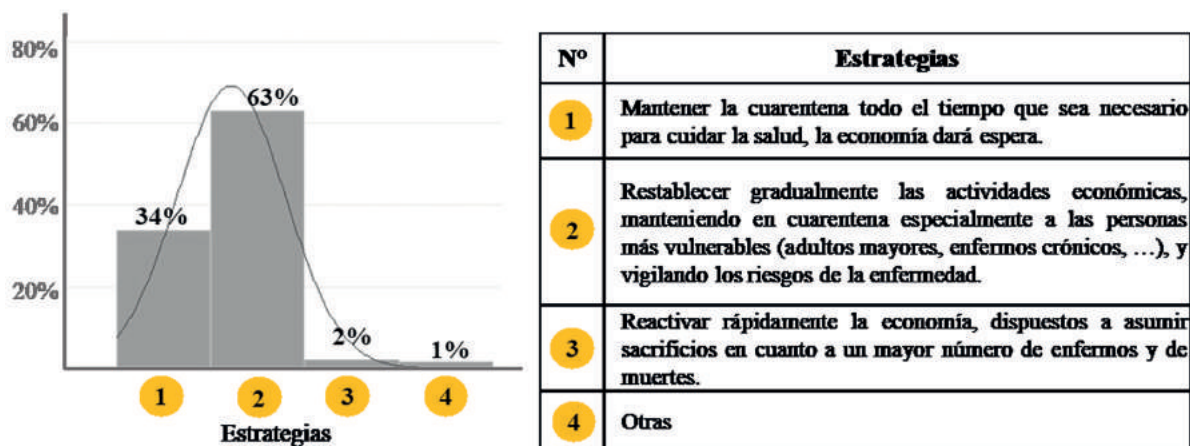 80%
60%
40%
20%
34%
63%
2%
1%
1
2
3
4
Estrategias
Nº Estrategias
1 Mantener la cuarentena todo el tiempo que sea necesario
para cuidar la salud, la economía dará espera.
2 Restablecer gradualmente las actividades económicas,
manteniendo en cuarentena especialmente a las personas
más vulnerables (adultos mayores, enfermos crónicos, …), y
vigilando los riesgos de la enfermedad.
3 Reactivar rápidamente la economía, dispuestos a asumir
sacrificios en cuanto a un mayor número de enfermos y de
muertes.
4 Otras